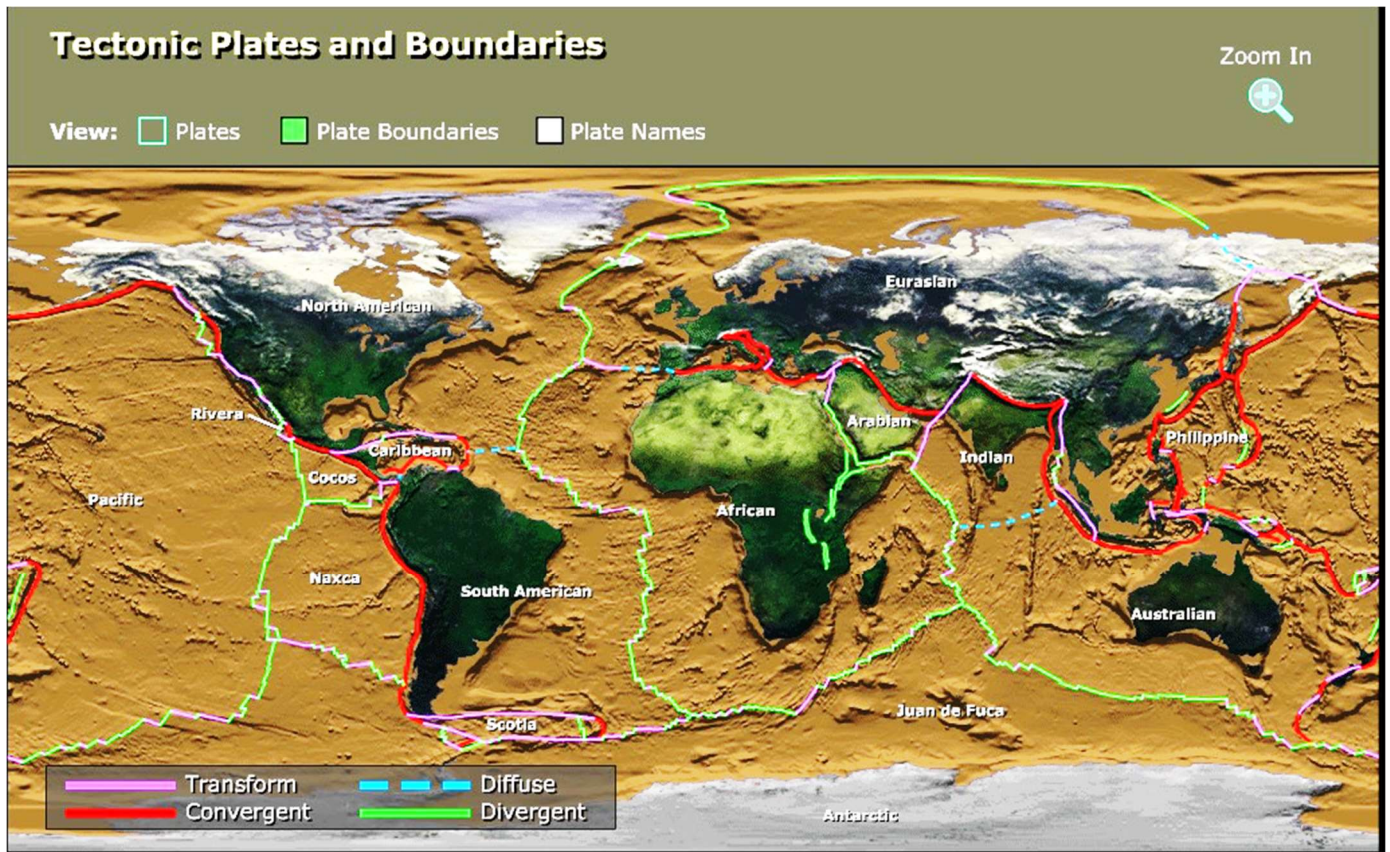 Tectonic Plates and Boundaries
Zoom In
View: Plates Plate Boundaries Plate Names
Eurasian
North American
Rivera
Arabian
Caribbean
Philippine
Indian
Cocos
Pacific
African
Naxca
South American
Australian
Juan de Fuca
Scotia
Transform Diffuse
Convergent Divergent
Antarctic